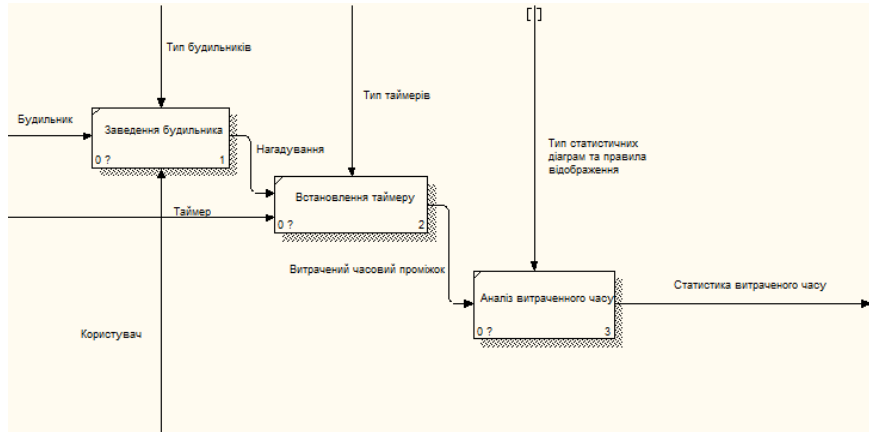 [ ]
Тип будильників
Тип таймерів
Будильник
Заведення будильника
0 ?
1
Нагадування
Тип статистичних
діаграм та правила
відображення
Встановлення таймеру
Таймер
0 ?
2
Витрачений часовий проміжок
Статистика витраченого часу
Аналіз витраченного часу
Користувач
0 ?
3